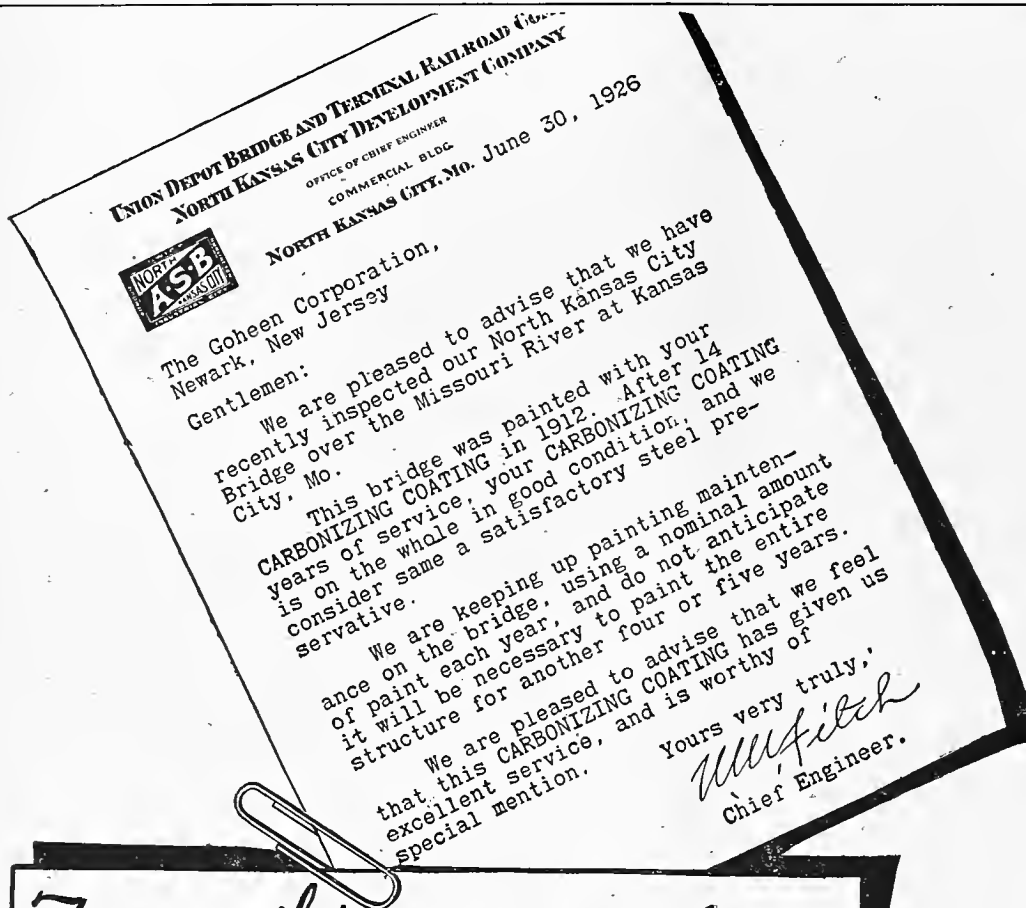 UNION DEPOT BRIDGE AND TERMINAL RAILROAD
NORTH KANSAS CITY DEVELOPMENT COMPANY
OFFICE OF CHIEF ENGINEER
COMMERCIAL BLDG.
NORTH KANSAS CITY, MO. June 30, 1926
NORTH
A·S·B
KANSAS CITY
The Goheen Corporation,
Newark, New Jersey
Gentlemen:
We are pleased to advise that we have
recently inspected our North Kansas City
Bridge over the Missouri River at Kansas
City, Mo.
This bridge was painted with your
CARBONIZING COATING in 1912. After 14
years of service, your CARBONIZING COATING
is on the whole in good condition, and we
consider same a satisfactory steel pre-
servative.
We are keeping up painting mainten-
ance on the bridge, using a nominal amount
of paint each year, and do not anticipate
it will be necessary to paint the entire
structure for another four or five years.
We are pleased to advise that we feel
that this CARBONIZING COATING has given us
excellent service, and is worthy of
special mention.
Yours very truly,
Fitch
Chief Engineer.